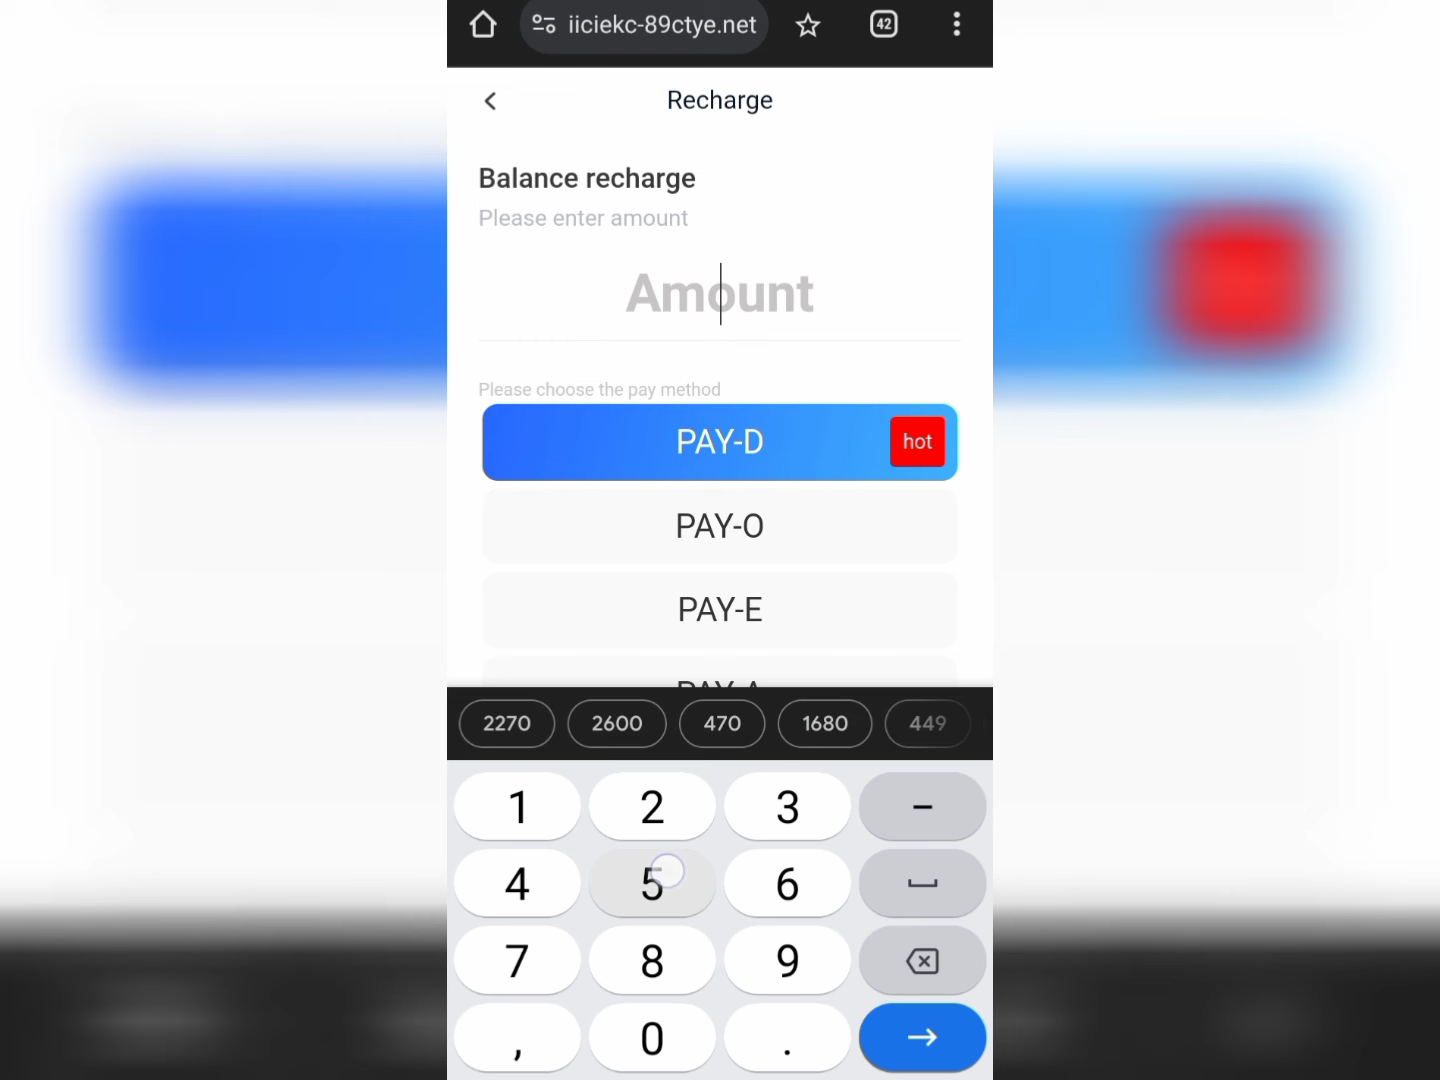 iiciekc-89ctye.net
42
Recharge
Balance recharge
Please enter amount
Amount
Please choose the pay method
PAY-D
hot
PAY-O
PAY-E
PAY-A
2270
2600
470
1680
449
1
2
3
–
4
5
6
7
8
9
,
0
.